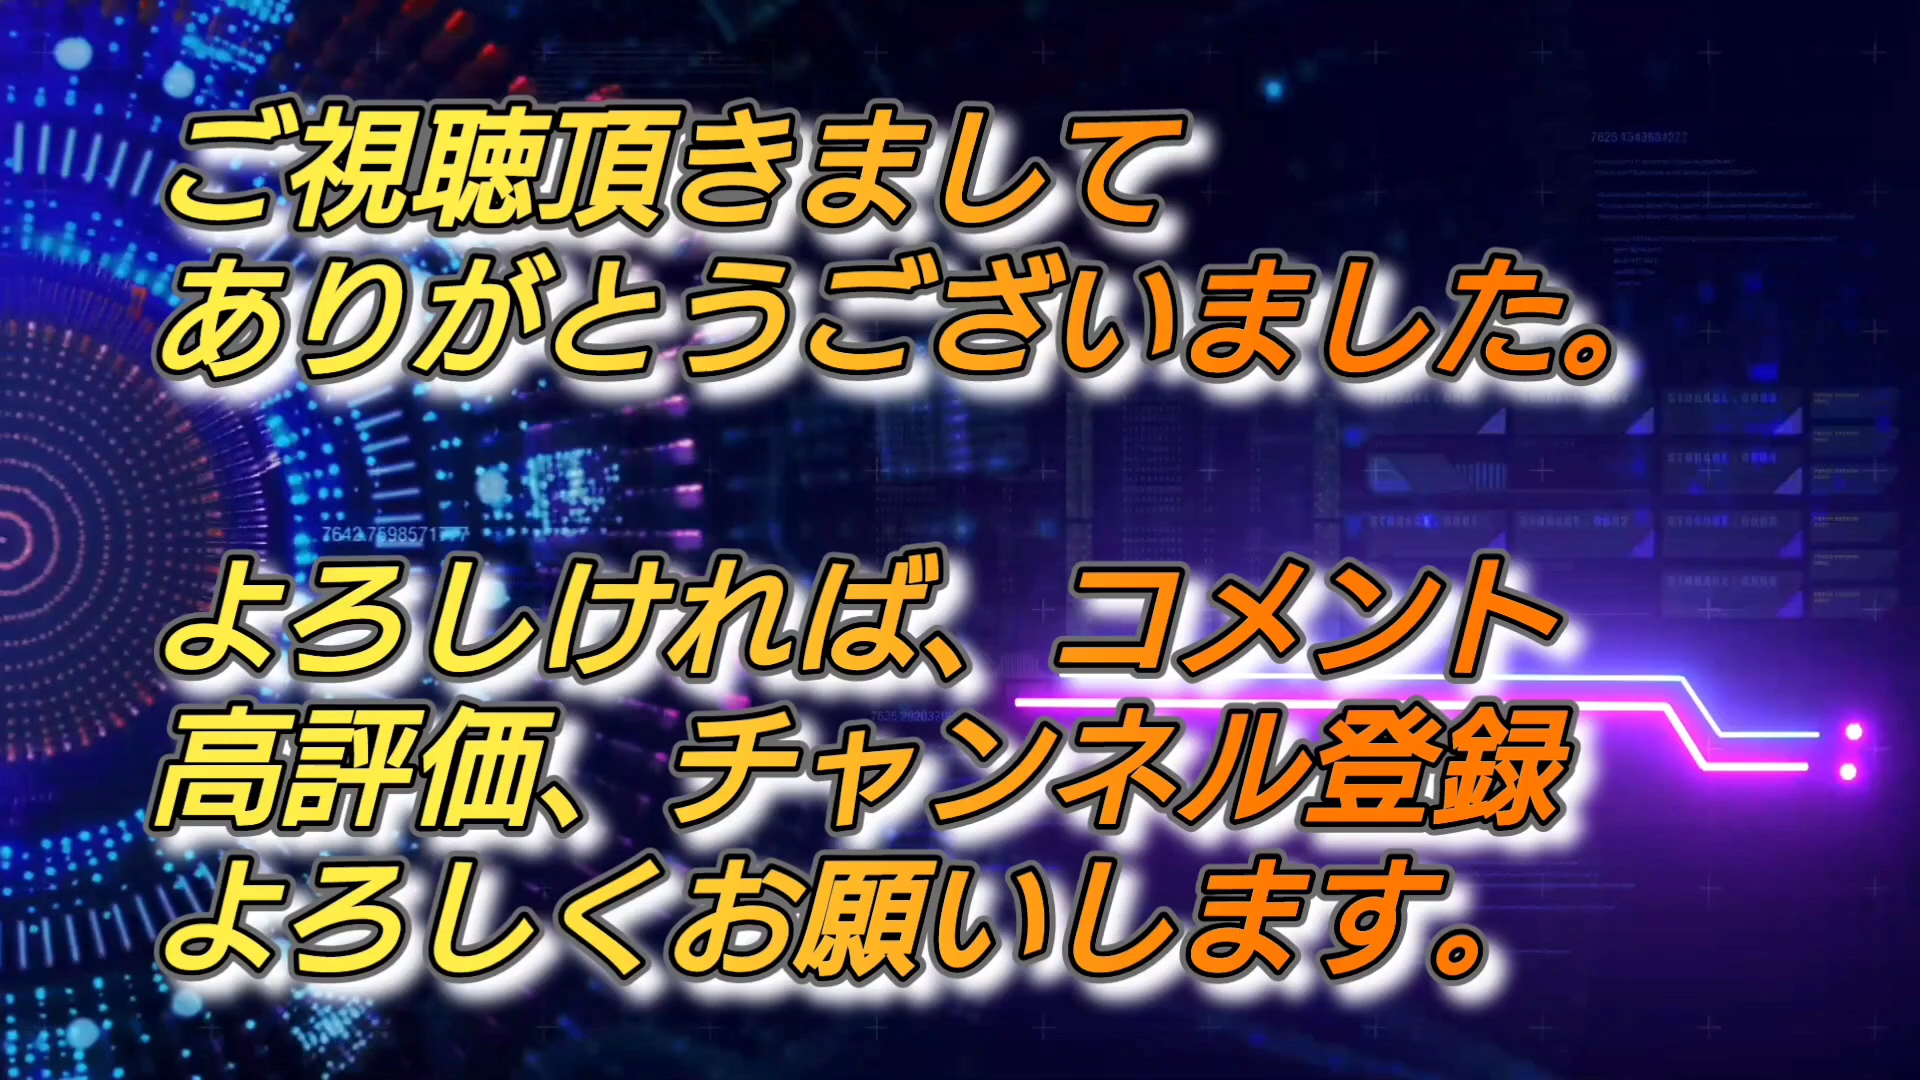 ご視聴頂きまして
ありがとうございました。
よろしければ、コメント
高評価、チャンネル登録
よろしくお願いします。